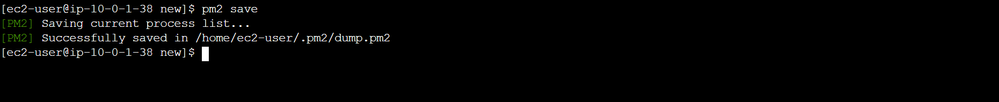 [ec2-user@ip-10-0-1-38 new]$ pm2 save
[PM2] Saving current process list...
[PM2] Successfully saved in /home/ec2-user/.pm2/dump.pm2
[ec2-user@ip-10-0-1-38 new]$